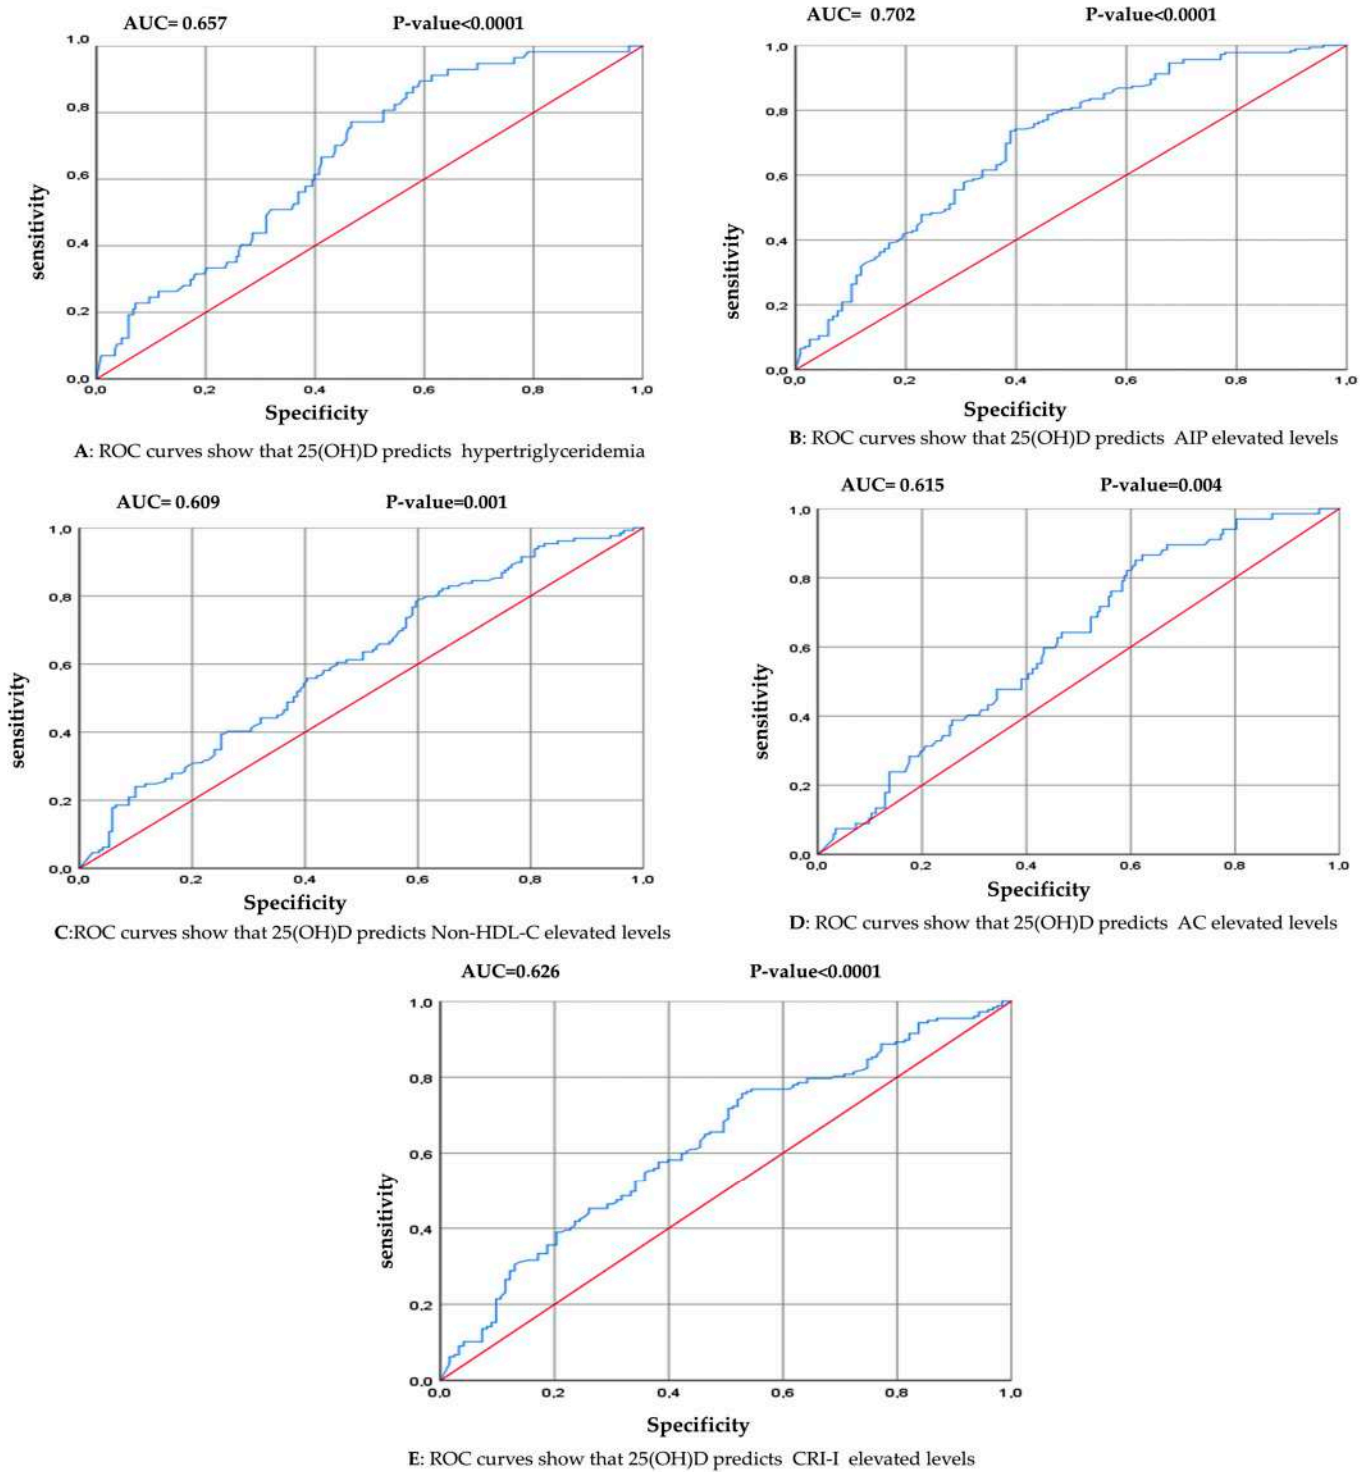 AUC= 0.657 P-value<0.0001
1.0
0.8
0.6
0.4
0.2
0.0
sensitivity
0,0 0,2 0,4 0,6 0,8 1,0
Specificity
A: ROC curves show that 25(OH)D predicts hypertriglyceridemia
AUC= 0.702 P-value<0.0001
1.0
0.8
0.6
0.4
0.2
0.0
sensitivity
0,0 0,2 0,4 0,6 0,8 1,0
Specificity
B: ROC curves show that 25(OH)D predicts AIP elevated levels
AUC= 0.609 P-value=0.001
1,0
0,8
0,6
0,4
0,2
0,0
sensitivity
0,0 0,2 0,4 0,6 0,8 1,0
Specificity
C:ROC curves show that 25(OH)D predicts Non-HDL-C elevated levels
AUC= 0.615 P-value=0.004
1,0
0,8
0,6
0,4
0,2
0,0
sensitivity
0,0 0,2 0,4 0,6 0,8 1,0
Specificity
D: ROC curves show that 25(OH)D predicts AC elevated levels
AUC=0.626 P-value<0.0001
1.0
0,8
0,6
0,4
0,2
0.0
sensitivity
0,0 0,2 0,4 0,6 0,8 1,0
Specificity
E: ROC curves show that 25(OH)D predicts CRI-I elevated levels